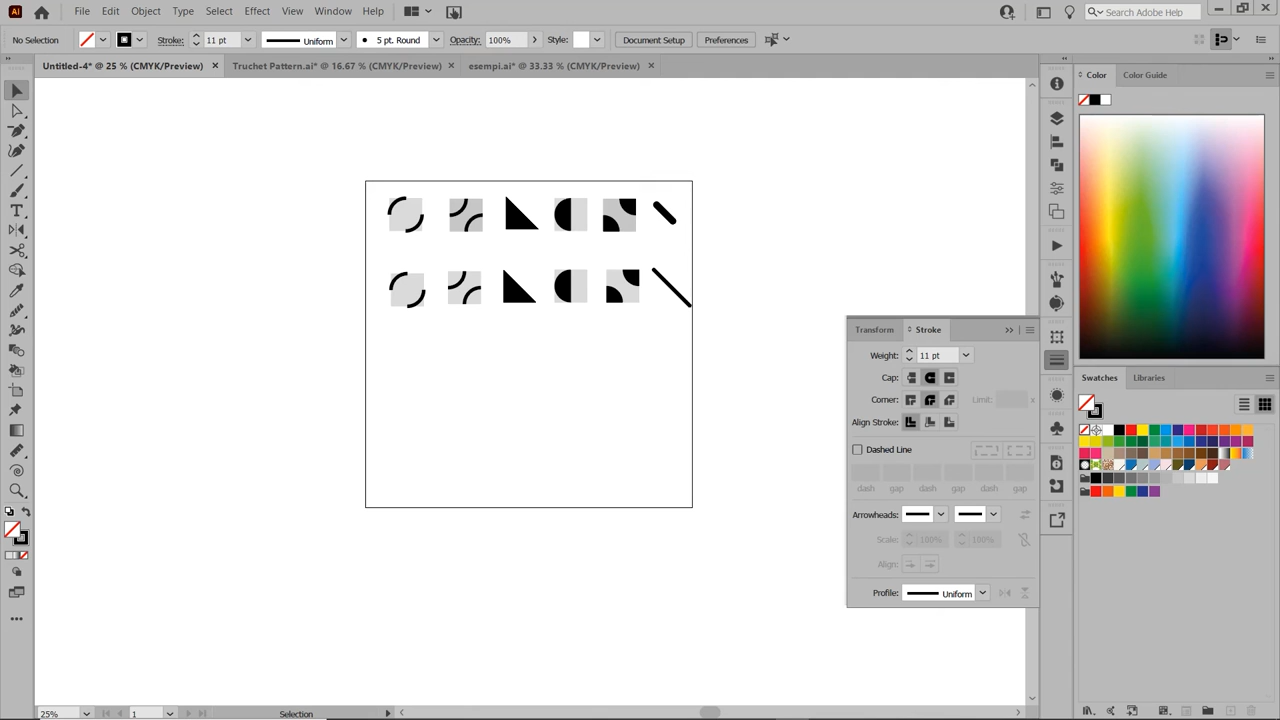 Ai File Edit Object Type Select Effect View Window Help Search Adobe Help
No Selection Stroke: 11 pt Uniform 5 pt. Round Opacity: 100% Style: Document Setup Preferences
Untitled-4* @ 25 % (CMYK/Preview) × Truchet Pattern.ai* @ 16.67 % (CMYK/Preview) × esempi.ai* @ 33.33 % (CMYK/Preview) ×
Color Color Guide
Transform Stroke
Weight: 11 pt
Cap:
Corner: Limit: x
Align Stroke:
Dashed Line
dash gap dash gap dash gap
Arrowheads:
Scale: 100% 100%
Align:
Profile: Uniform
Swatches Libraries
25% 1 Selection